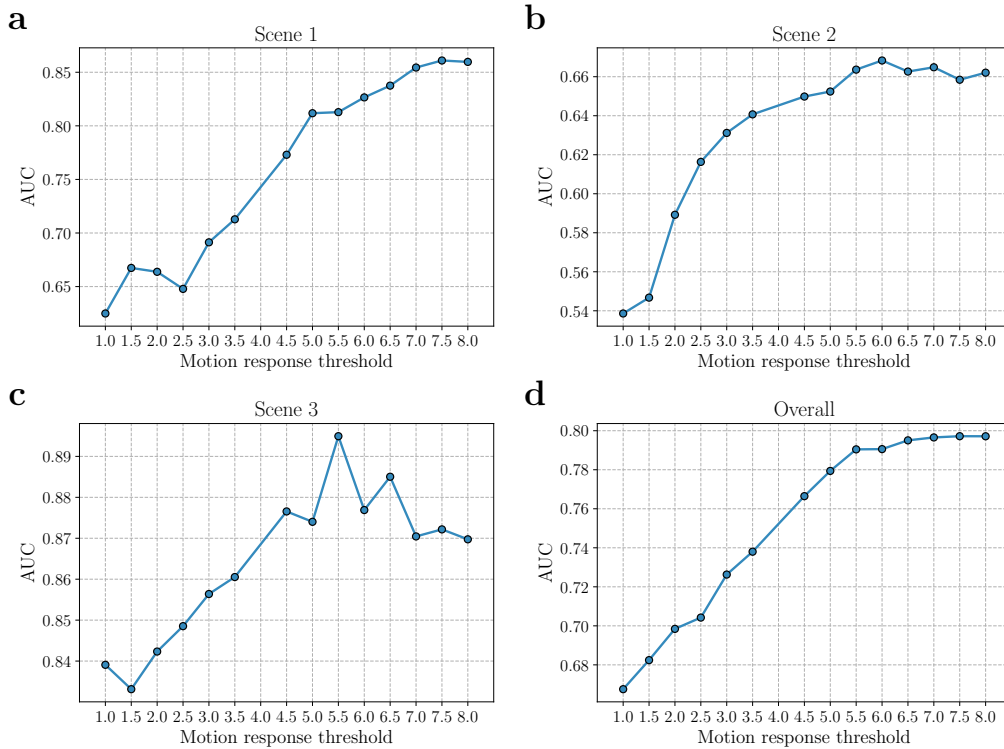 a
Scene 1
AUC
0.85
0.80
0.75
0.70
0.65
1.0 1.5 2.0 2.5 3.0 3.5 4.0 4.5 5.0 5.5 6.0 6.5 7.0 7.5 8.0
Motion response threshold
b
Scene 2
AUC
0.66
0.64
0.62
0.60
0.58
0.56
0.54
1.0 1.5 2.0 2.5 3.0 3.5 4.0 4.5 5.0 5.5 6.0 6.5 7.0 7.5 8.0
Motion response threshold
c
Scene 3
AUC
0.89
0.88
0.87
0.86
0.85
0.84
1.0 1.5 2.0 2.5 3.0 3.5 4.0 4.5 5.0 5.5 6.0 6.5 7.0 7.5 8.0
Motion response threshold
d
Overall
AUC
0.80
0.78
0.76
0.74
0.72
0.70
0.68
1.0 1.5 2.0 2.5 3.0 3.5 4.0 4.5 5.0 5.5 6.0 6.5 7.0 7.5 8.0
Motion response threshold